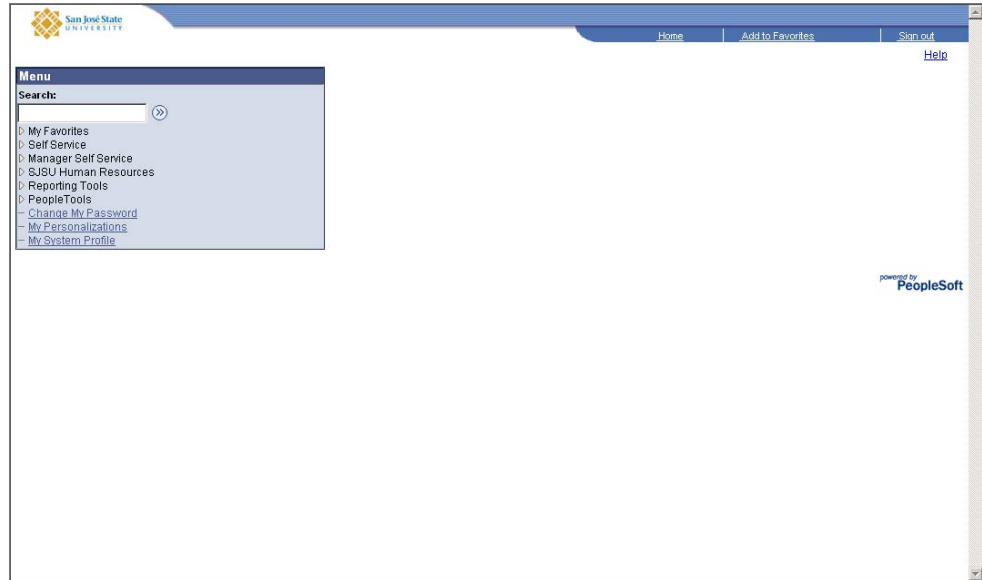 San José State
UNIVERSITY
Home Add to Favorites Sign out
Help
Menu
Search:
My Favorites
Self Service
Manager Self Service
SJSU Human Resources
Reporting Tools
PeopleTools
Change My Password
My Personalizations
My System Profile
powered by
PeopleSoft